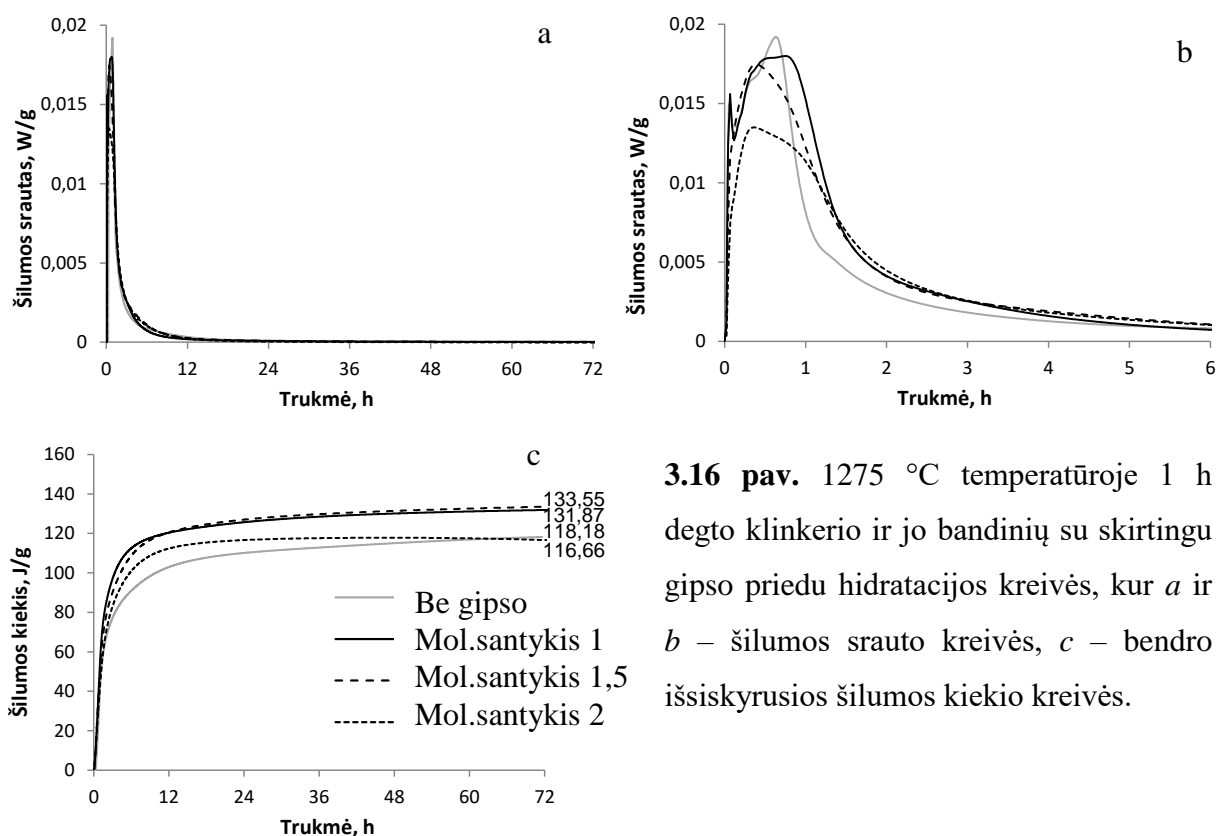 a
Šilumos srautas, W/g
0,02
0,015
0,01
0,005
0
0 12 24 36 48 60 72
Trukmė, h
b
Šilumos srautas, W/g
0,02
0,015
0,01
0,005
0
0 1 2 3 4 5 6
Trukmė, h
c
Šilumos kiekis, J/g
160
140
120
100
80
60
40
20
0
133,55
131,87
118,18
116,66
Be gipso
Mol.santykis 1
Mol.santykis 1,5
Mol.santykis 2
0 12 24 36 48 60 72
Trukmė, h
3.16 pav. 1275 °C temperatūroje 1 h
degto klinkerio ir jo bandinių su skirtingu
gipso priedu hidratacijos kreivės, kur a ir
b – šilumos srauto kreivės, c – bendro
išsiskyrusios šilumos kiekio kreivės.